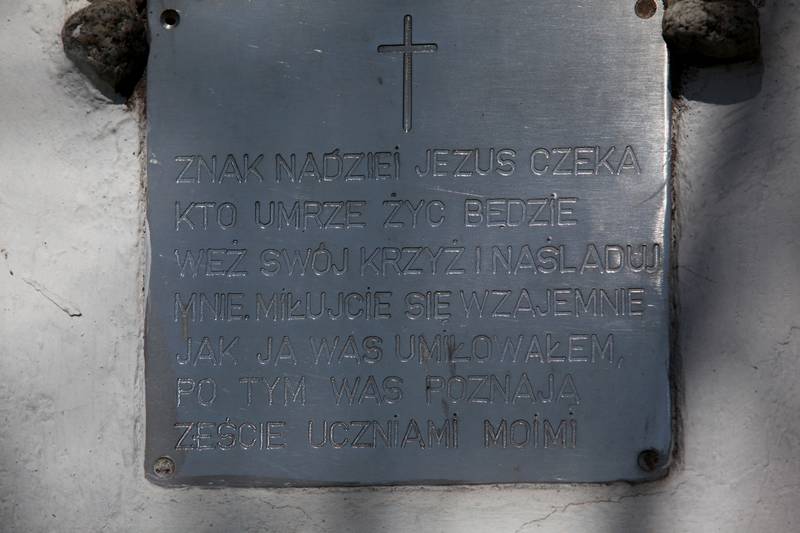 ZNAK NADZIEI JEZUS CZEKA
KTO UMRZE ŻYC BEDZIE
WEŹ SWÓJ KRZYŻ I NAŚLADUJ
MNIE. MIŁUJCIE SIĘ WZAJEMNIE
JAK JA WAS UMIŁOWAŁEM,
PO TYM WAS POZNAJĄ
ŻEŚCIE UCZNIAMI MOIMI